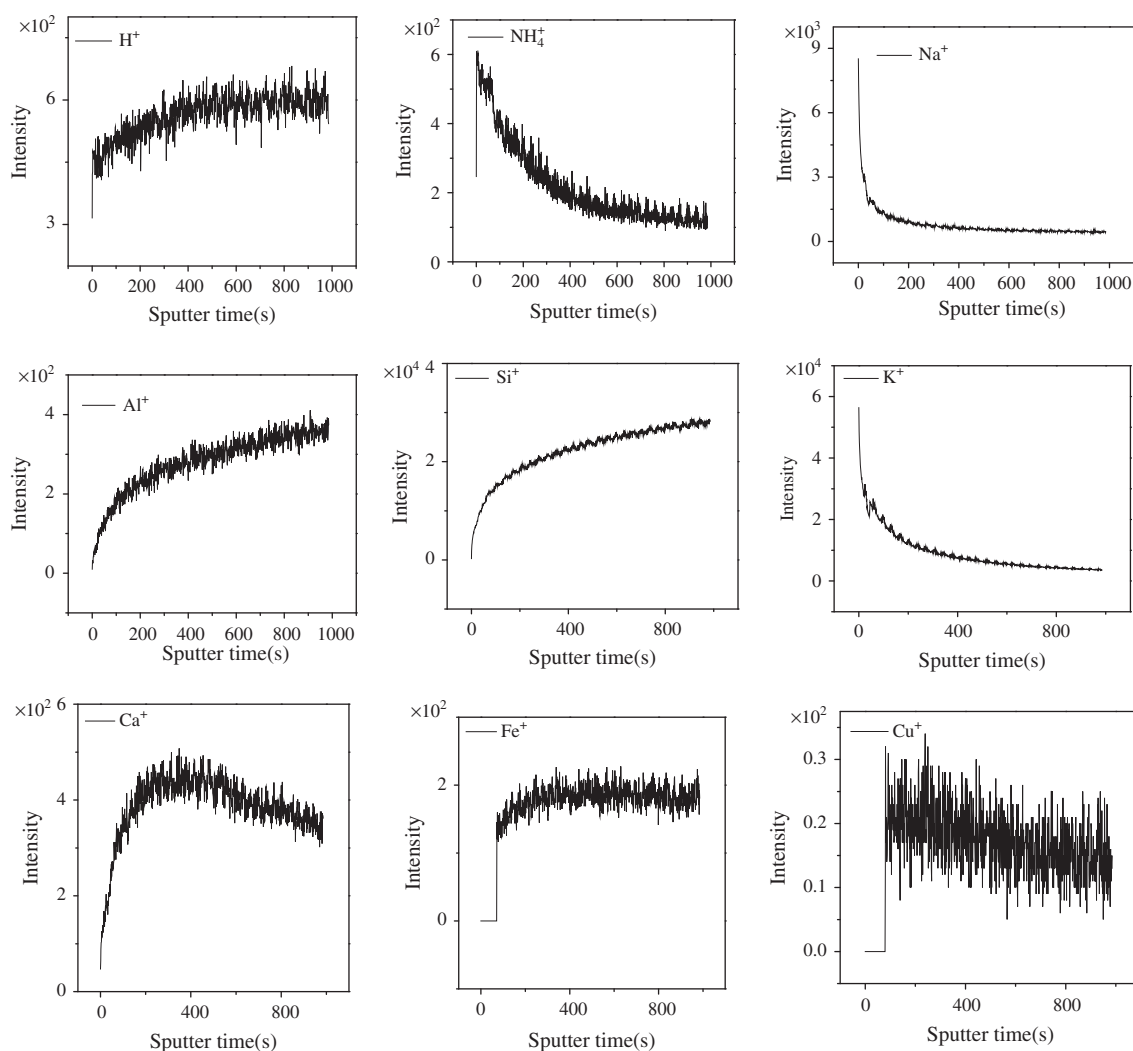 ×10²
H⁺
6
3
Intensity
0 200 400 600 800 1000
Sputter time(s)
×10²
NH₄⁺
6
4
2
0
Intensity
0 200 400 600 800 1000
Sputter time(s)
×10³
Na⁺
9
6
3
0
Intensity
0 200 400 600 800 1000
Sputter time(s)
×10²
Al⁺
4
2
0
Intensity
0 200 400 600 800 1000
Sputter time(s)
×10⁴ 4
Si⁺
2
0
Intensity
0 400 800
Sputter time(s)
×10⁴
K⁺
6
4
2
0
Intensity
0 400 800
Sputter time(s)
×10² 6
Ca⁺
4
2
0
Intensity
0 400 800
Sputter time(s)
×10²
Fe⁺
2
0
Intensity
0 400 800
Sputter time(s)
×10²
Cu⁺
0.3
0.2
0.1
0.0
Intensity
0 400 800
Sputter time(s)